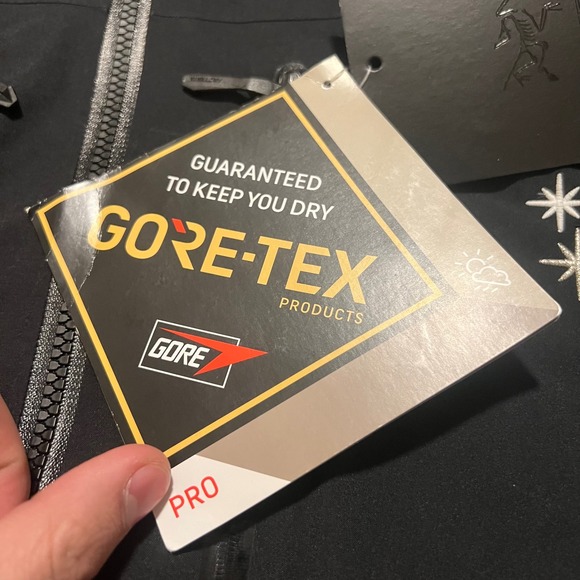 GUARANTEED
TO KEEP YOU DRY
GORE-TEX
PRODUCTS
GORE
PRO